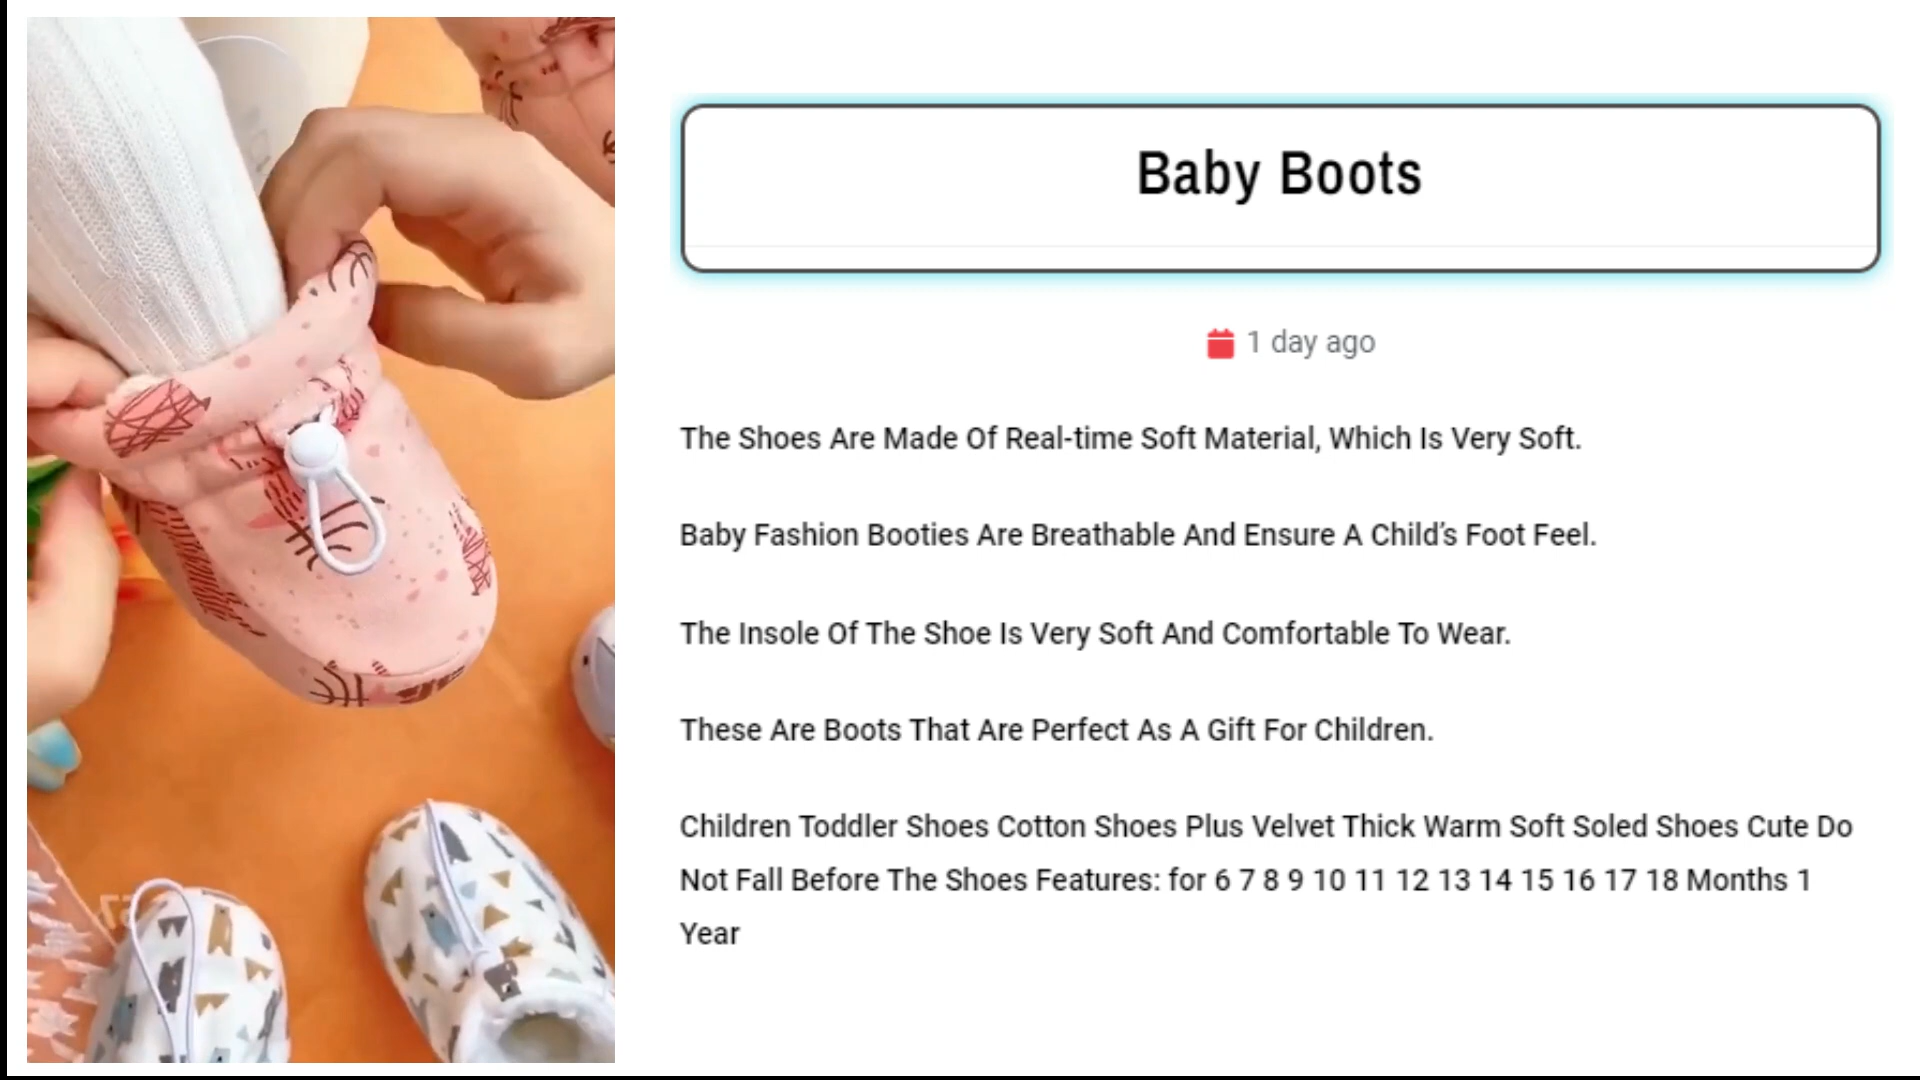 Baby Boots
1 day ago
The Shoes Are Made Of Real-time Soft Material, Which Is Very Soft.
Baby Fashion Booties Are Breathable And Ensure A Child’s Foot Feel.
The Insole Of The Shoe Is Very Soft And Comfortable To Wear.
These Are Boots That Are Perfect As A Gift For Children.
Children Toddler Shoes Cotton Shoes Plus Velvet Thick Warm Soft Soled Shoes Cute Do
Not Fall Before The Shoes Features: for 6 7 8 9 10 11 12 13 14 15 16 17 18 Months 1
Year